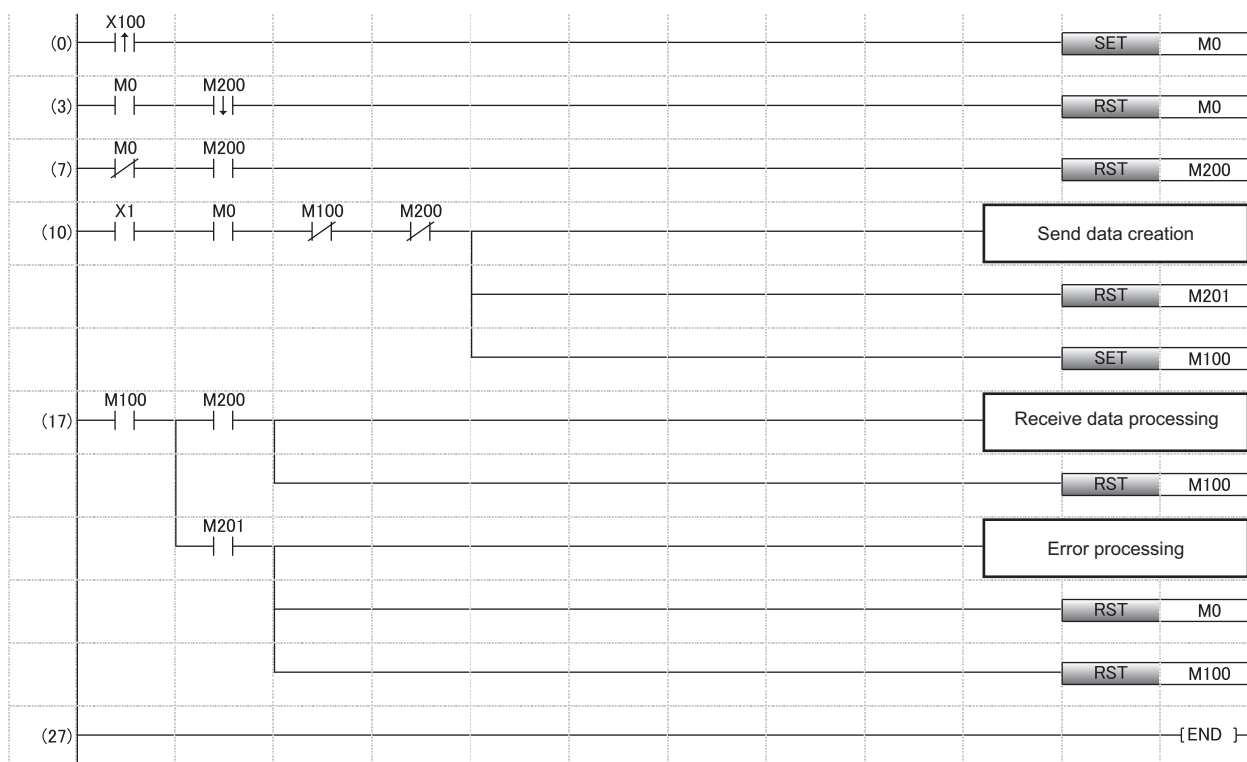 X100
(0) SET M0
M0 M200
(3) RST M0
M0 M200
(7) RST M200
X1 M0 M100 M200
(10) Send data creation
RST M201
SET M100
M100 M200
(17) Receive data processing
RST M100
M201
Error processing
RST M0
RST M100
(27) [END ]